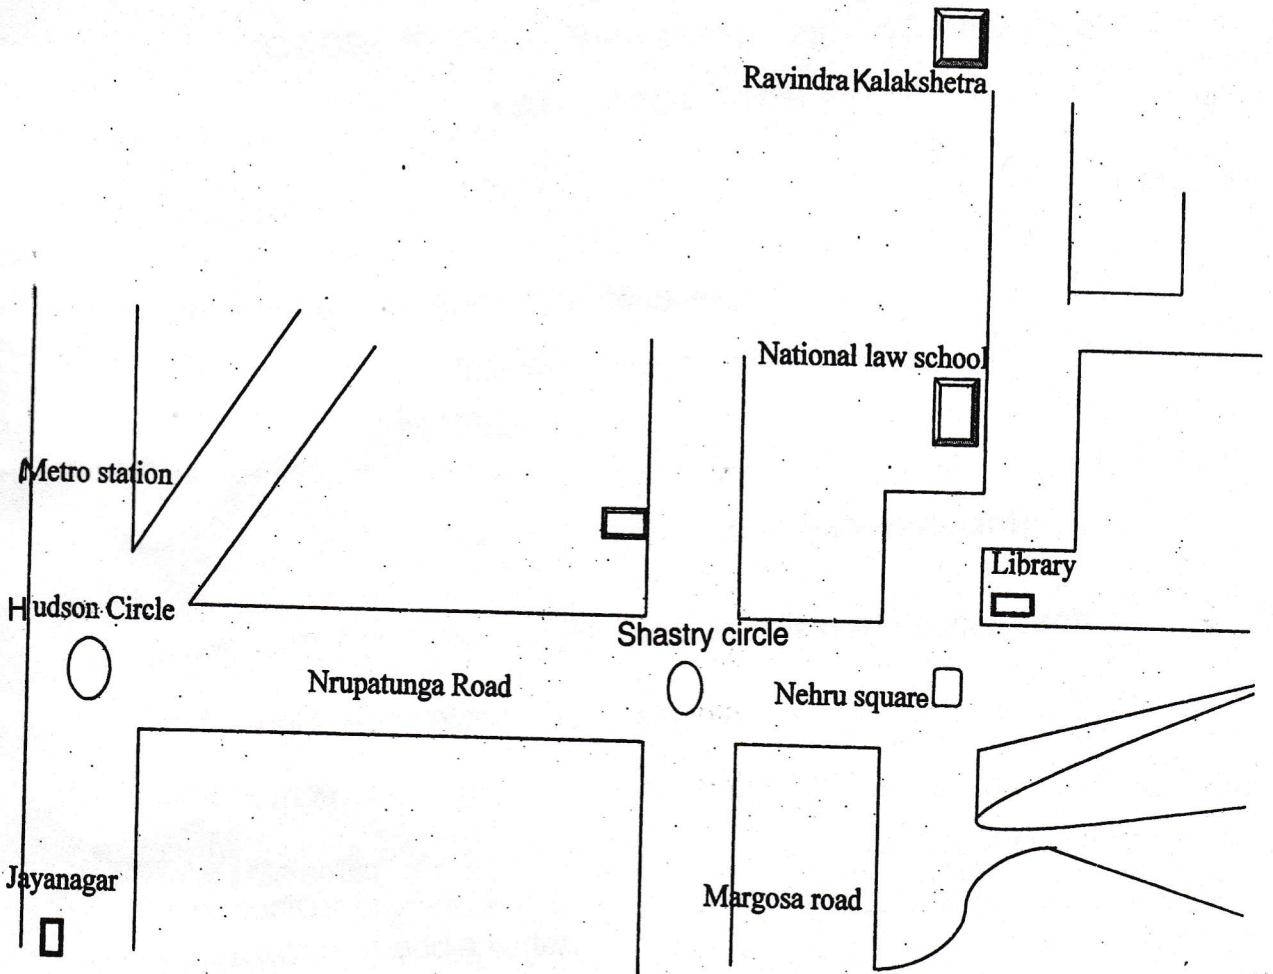 Ravindra Kalakshetra
National law school
Metro station
Library
Hudson Circle
Shastry circle
Nrupatunga Road
Nehru square
Jayanagar
Margosa road